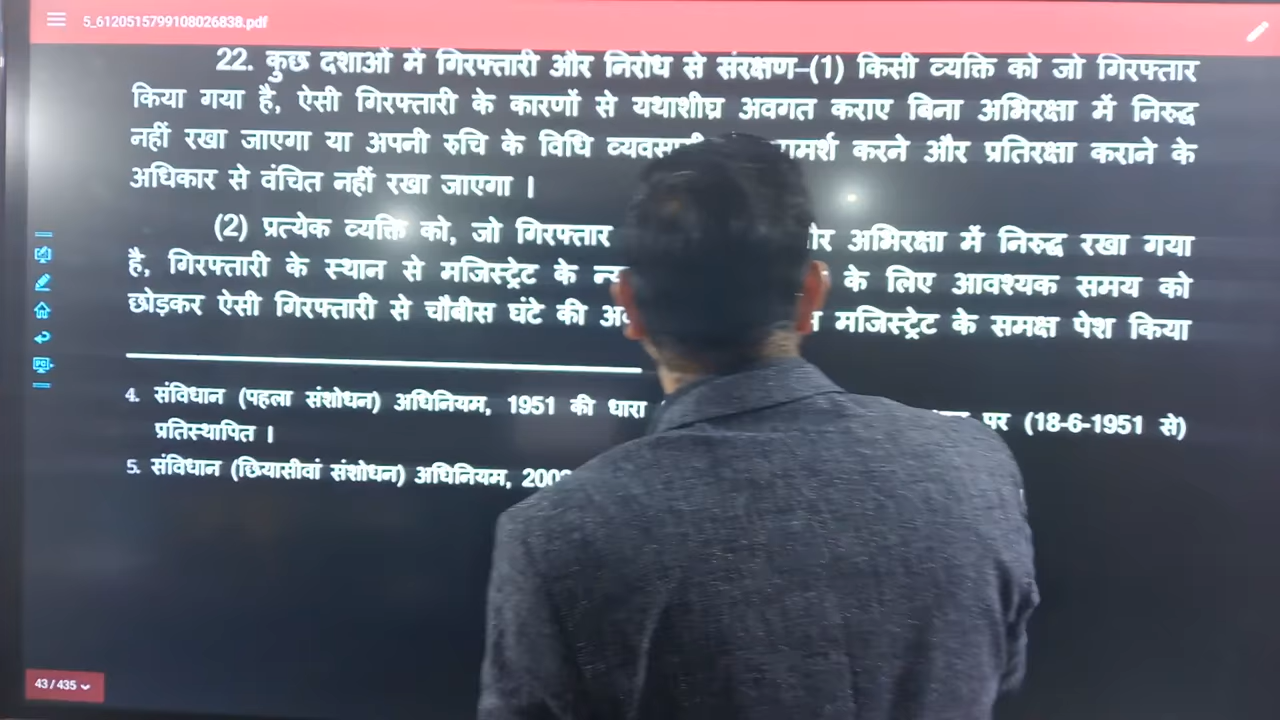 5_6120515799108026838.pdf
22. कुछ दशाओं में गिरफ्तारी और निरोध से संरक्षण–(1) किसी व्यक्ति को जो गिरफ्तार
किया गया है, ऐसी गिरफ्तारी के कारणों से यथाशीघ्र अवगत कराए बिना अभिरक्षा में निरुद्ध
नहीं रखा जाएगा या अपनी रुचि के विधि करने और प्रतिरक्षा कराने के
अधिकार से वंचित नहीं रखा जाएगा ।
(2) प्रत्येक व्यक्ति को, जो गिरफ्तार अभिरक्षा में निरुद्ध रखा गया
है, गिरफ्तारी के स्थान से मजिस्ट्रेट के के लिए आवश्यक समय को
छोड़कर ऐसी गिरफ्तारी से चौबीस घंटे की मजिस्ट्रेट के समक्ष पेश किया
4. संविधान (पहला संशोधन) अधिनियम, 1951 की धारा पर (18-6-1951 से)
प्रतिस्थापित ।
5. संविधान (छियासीवां संशोधन) अधिनियम,
PC
43 / 435